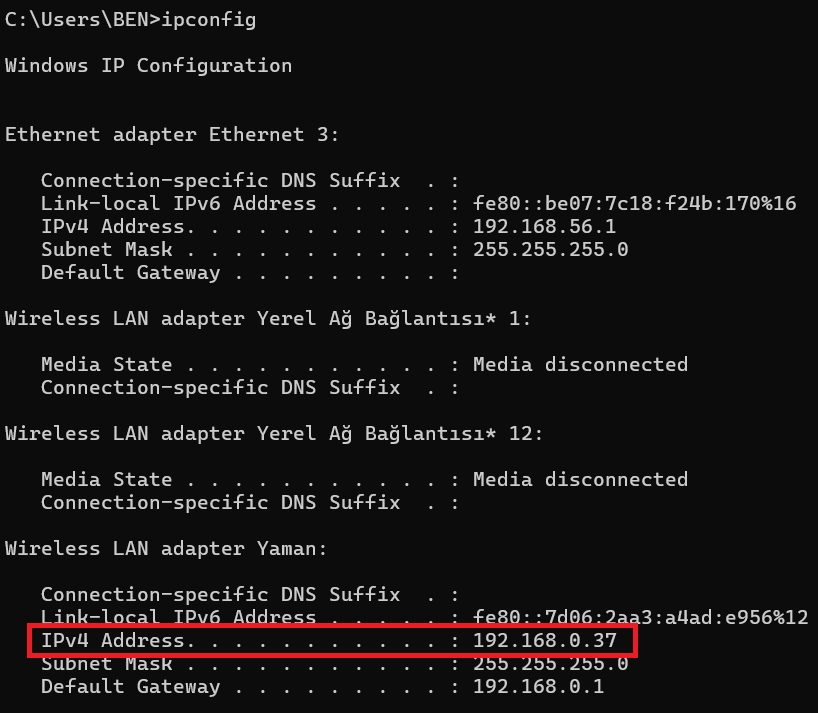 C:\Users\BEN>ipconfig
Windows IP Configuration
Ethernet adapter Ethernet 3:
Connection-specific DNS Suffix  . :
Link-local IPv6 Address . . . . . : fe80::be07:7c18:f24b:170%16
IPv4 Address. . . . . . . . . . . : 192.168.56.1
Subnet Mask . . . . . . . . . . . : 255.255.255.0
Default Gateway . . . . . . . . . :
Wireless LAN adapter Yerel Ağ Bağlantısı* 1:
Media State . . . . . . . . . . . : Media disconnected
Connection-specific DNS Suffix  . :
Wireless LAN adapter Yerel Ağ Bağlantısı* 12:
Media State . . . . . . . . . . . : Media disconnected
Connection-specific DNS Suffix  . :
Wireless LAN adapter Yaman:
Connection-specific DNS Suffix  . :
Link-local IPv6 Address . . . . . : fe80::7d06:2aa3:a4ad:e956%12
IPv4 Address. . . . . . . . . . . : 192.168.0.37
Subnet Mask . . . . . . . . . . . : 255.255.255.0
Default Gateway . . . . . . . . . : 192.168.0.1